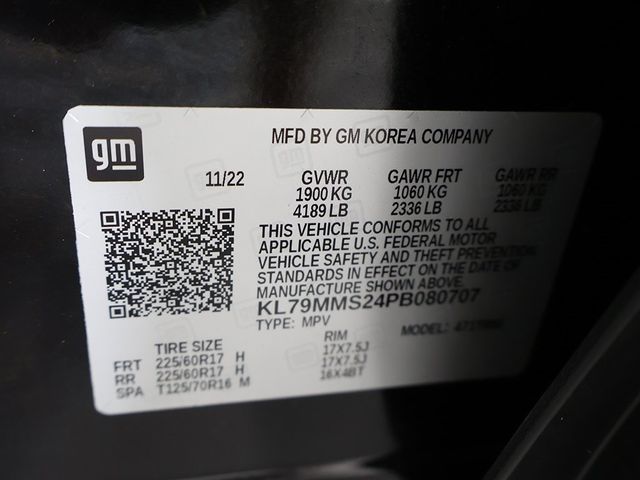 gm
MFD BY GM KOREA COMPANY
11/22 GVWR GAWR FRT GAWR RR
1900 KG 1060 KG 1060 KG
4189 LB 2336 LB 2336 LB
THIS VEHICLE CONFORMS TO ALL
APPLICABLE U.S. FEDERAL MOTOR
VEHICLE SAFETY AND THEFT PREVENTION
STANDARDS IN EFFECT ON THE DATE OF
MANUFACTURE SHOWN ABOVE.
KL79MMS24PB080707
TYPE: MPV MODEL:
TIRE SIZE RIM
FRT 225/60R17 H 17X7.5J
RR 225/60R17 H 17X7.5J
SPA T125/70R16 M 16X4BT